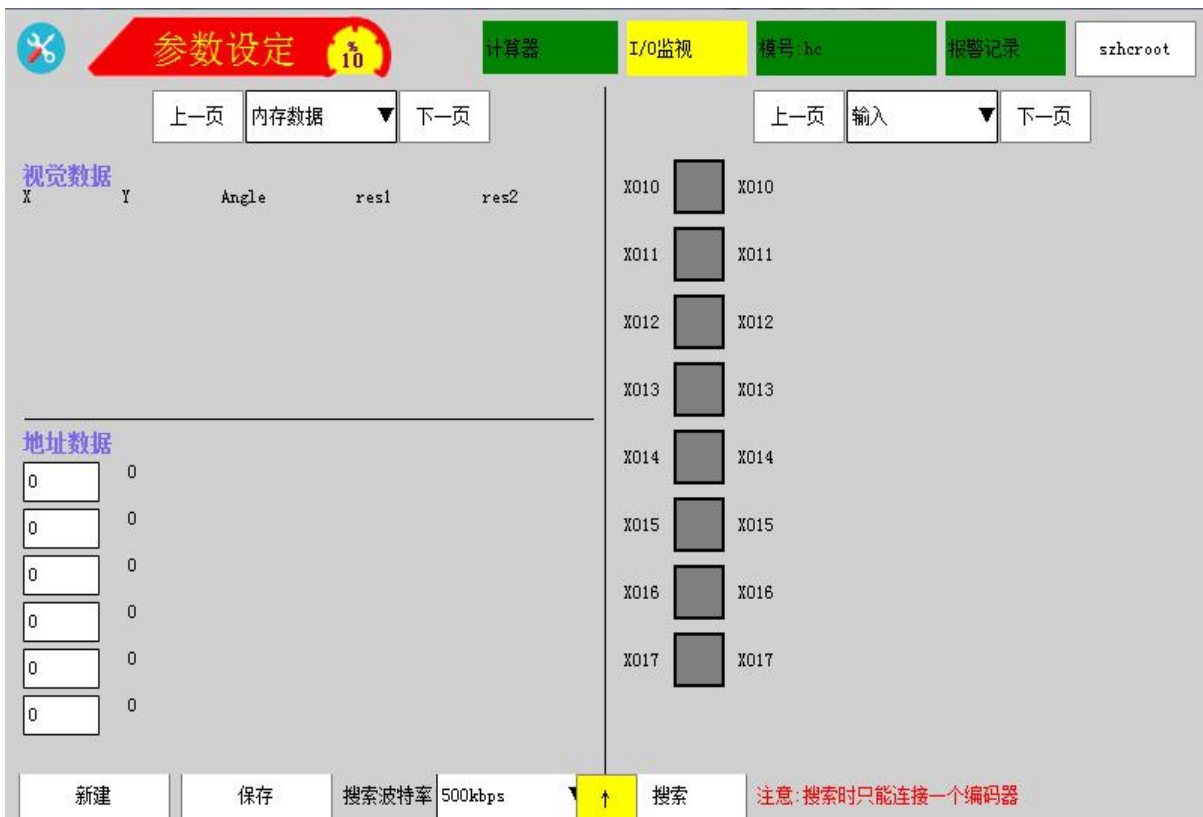 参数设定 % 10 计算器 I/O监视 模号:hc 报警记录 szhcroot
上一页 内存数据 ▼ 下一页
上一页 输入 ▼ 下一页
视觉数据
X Y Angle res1 res2
地址数据
0 0
0 0
0 0
0 0
0 0
0 0
X010 X010
X011 X011
X012 X012
X013 X013
X014 X014
X015 X015
X016 X016
X017 X017
新建 保存 搜索波特率 500kbps ↑ 搜索 注意:搜索时只能连接一个编码器